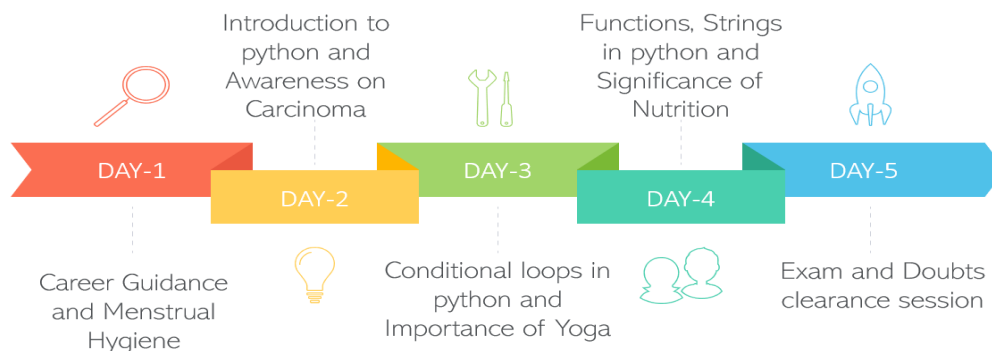 Introduction to
python and
Awareness on
Carcinoma
Functions, Strings
in python and
Significance of
Nutrition
DAY-1
DAY-2
DAY-3
DAY-4
DAY-5
Career Guidance
and Menstrual
Hygiene
Conditional loops in
python and
Importance of Yoga
Exam and Doubts
clearance session